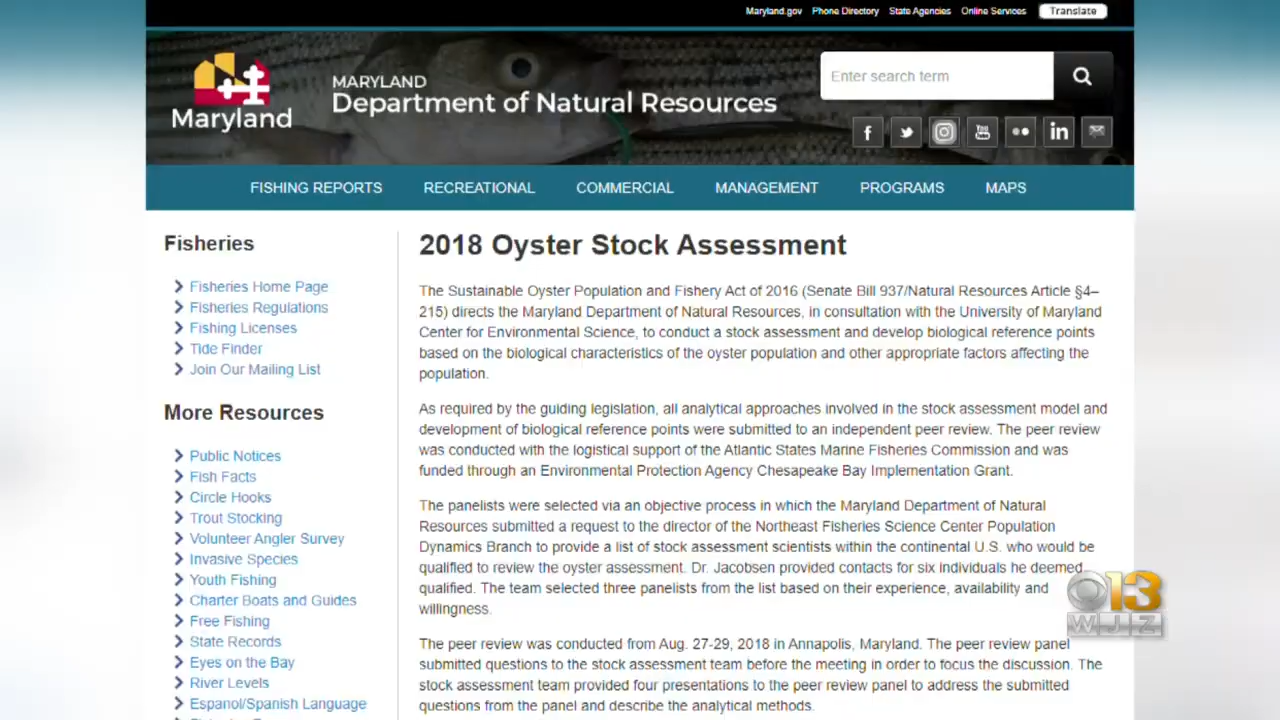 Maryland.gov Phone Directory State Agencies Online Services Translate
MARYLAND
Department of Natural Resources
Maryland
Enter search term
FISHING REPORTS RECREATIONAL COMMERCIAL MANAGEMENT PROGRAMS MAPS
Fisheries
Fisheries Home Page
Fisheries Regulations
Fishing Licenses
Tide Finder
Join Our Mailing List
More Resources
Public Notices
Fish Facts
Circle Hooks
Trout Stocking
Volunteer Angler Survey
Invasive Species
Youth Fishing
Charter Boats and Guides
Free Fishing
State Records
Eyes on the Bay
River Levels
Espanol/Spanish Language
2018 Oyster Stock Assessment
The Sustainable Oyster Population and Fishery Act of 2016 (Senate Bill 937/Natural Resources Article §4–
215) directs the Maryland Department of Natural Resources, in consultation with the University of Maryland
Center for Environmental Science, to conduct a stock assessment and develop biological reference points
based on the biological characteristics of the oyster population and other appropriate factors affecting the
population.
As required by the guiding legislation, all analytical approaches involved in the stock assessment model and
development of biological reference points were submitted to an independent peer review. The peer review
was conducted with the logistical support of the Atlantic States Marine Fisheries Commission and was
funded through an Environmental Protection Agency Chesapeake Bay Implementation Grant.
The panelists were selected via an objective process in which the Maryland Department of Natural
Resources submitted a request to the director of the Northeast Fisheries Science Center Population
Dynamics Branch to provide a list of stock assessment scientists within the continental U.S. who would be
qualified to review the oyster assessment. Dr. Jacobsen provided contacts for six individuals he deemed
qualified. The team selected three panelists from the list based on their experience, availability and
willingness.
The peer review was conducted from Aug. 27-29, 2018 in Annapolis, Maryland. The peer review panel
submitted questions to the stock assessment team before the meeting in order to focus the discussion. The
stock assessment team provided four presentations to the peer review panel to address the submitted
questions from the panel and describe the analytical methods.
13
WJZ